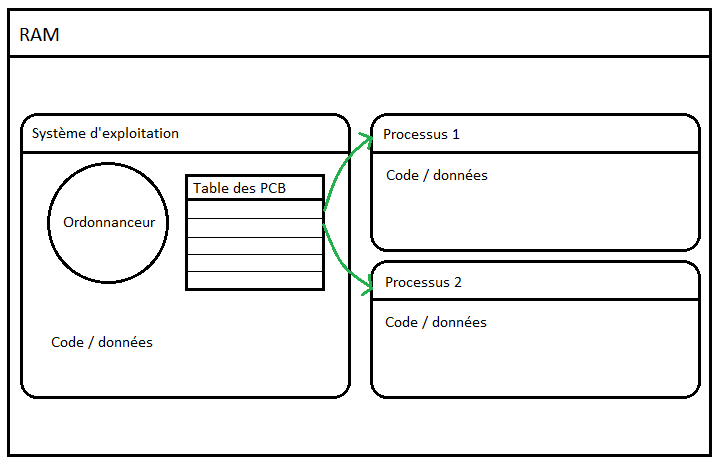 RAM
Système d'exploitation
Ordonnanceur
Table des PCB
Code / données
Processus 1
Code / données
Processus 2
Code / données